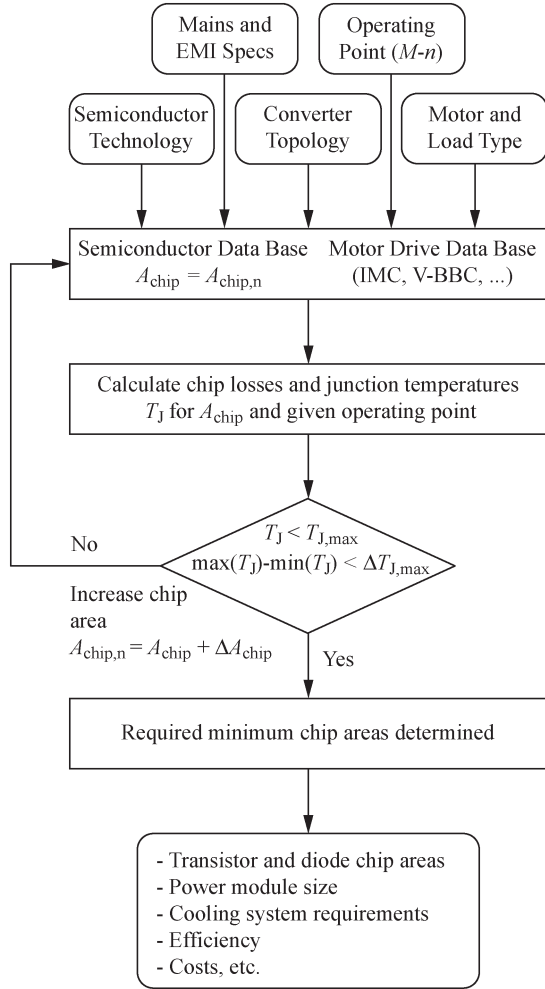 Mains and
EMI Specs
Operating
Point (M-n)
Semiconductor
Technology
Converter
Topology
Motor and
Load Type
Semiconductor Data Base
A_chip = A_chip,n
Motor Drive Data Base
(IMC, V-BBC, ...)
Calculate chip losses and junction temperatures
T_J for A_chip and given operating point
T_J < T_J,max
max(T_J)-min(T_J) < ΔT_J,max
No
Increase chip
area
A_chip,n = A_chip + ΔA_chip
Yes
Required minimum chip areas determined
- Transistor and diode chip areas
- Power module size
- Cooling system requirements
- Efficiency
- Costs, etc.